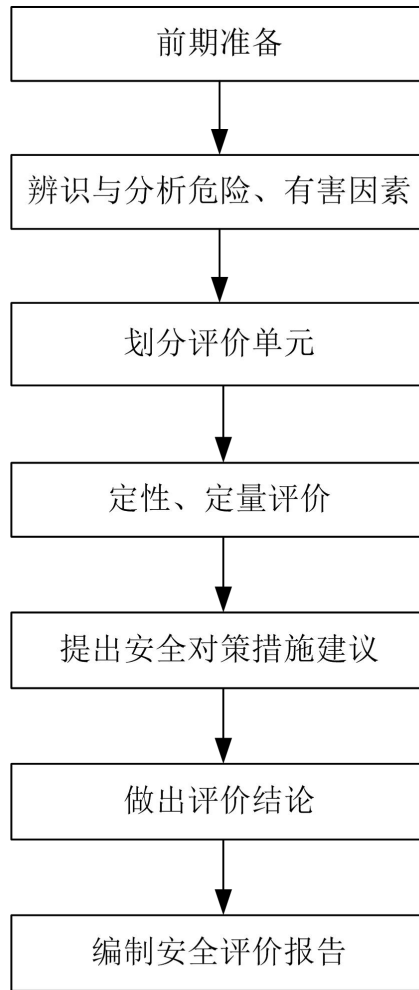 前期准备
辨识与分析危险、有害因素
划分评价单元
定性、定量评价
提出安全对策措施建议
做出评价结论
编制安全评价报告